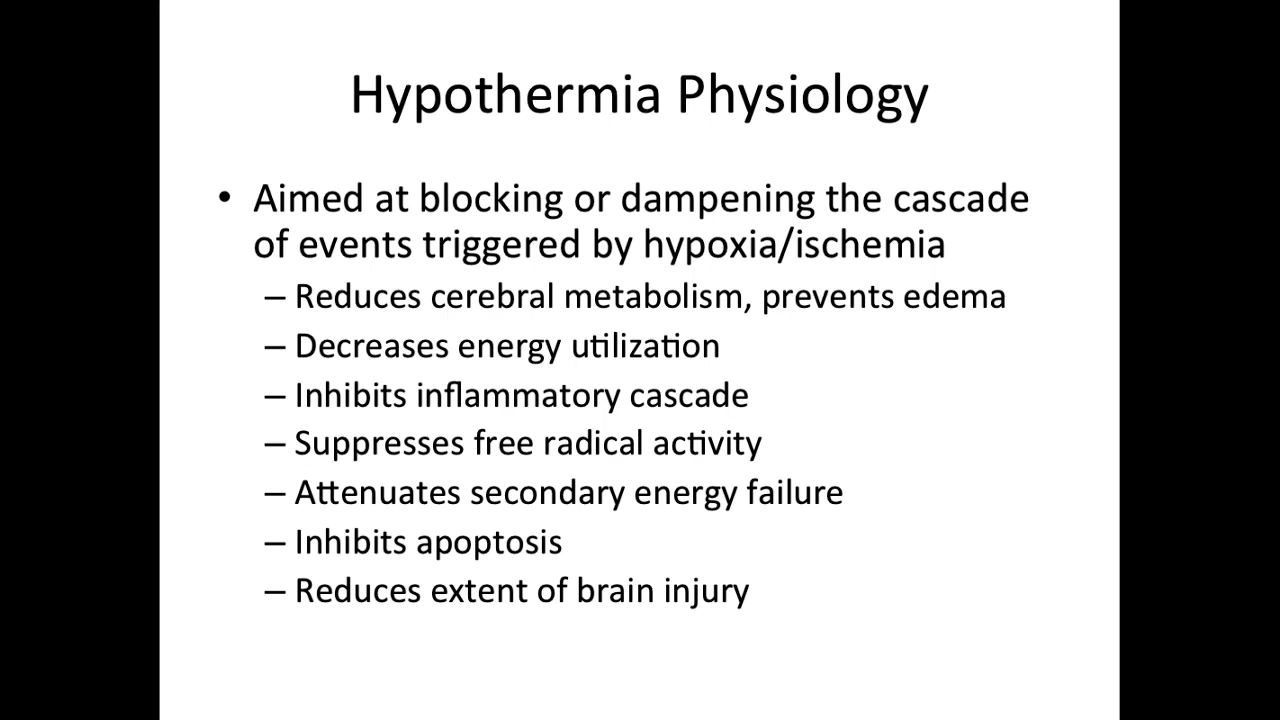 Hypothermia Physiology
• Aimed at blocking or dampening the cascade
of events triggered by hypoxia/ischemia
– Reduces cerebral metabolism, prevents edema
– Decreases energy utilization
– Inhibits inflammatory cascade
– Suppresses free radical activity
– Attenuates secondary energy failure
– Inhibits apoptosis
– Reduces extent of brain injury